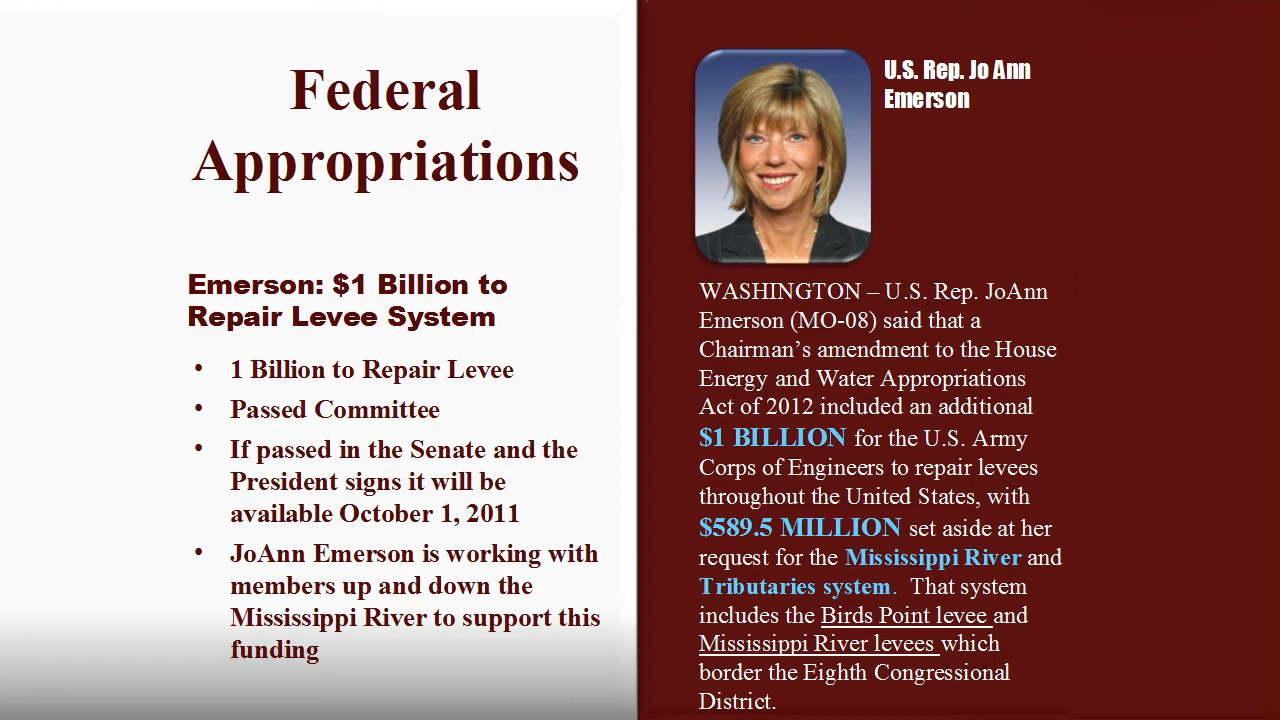 Federal
Appropriations
Emerson: $1 Billion to
Repair Levee System
• 1 Billion to Repair Levee
• Passed Committee
• If passed in the Senate and the
President signs it will be
available October 1, 2011
• JoAnn Emerson is working with
members up and down the
Mississippi River to support this
funding
U.S. Rep. Jo Ann
Emerson
WASHINGTON – U.S. Rep. JoAnn
Emerson (MO-08) said that a
Chairman’s amendment to the House
Energy and Water Appropriations
Act of 2012 included an additional
$1 BILLION for the U.S. Army
Corps of Engineers to repair levees
throughout the United States, with
$589.5 MILLION set aside at her
request for the Mississippi River and
Tributaries system. That system
includes the Birds Point levee and
Mississippi River levees which
border the Eighth Congressional
District.